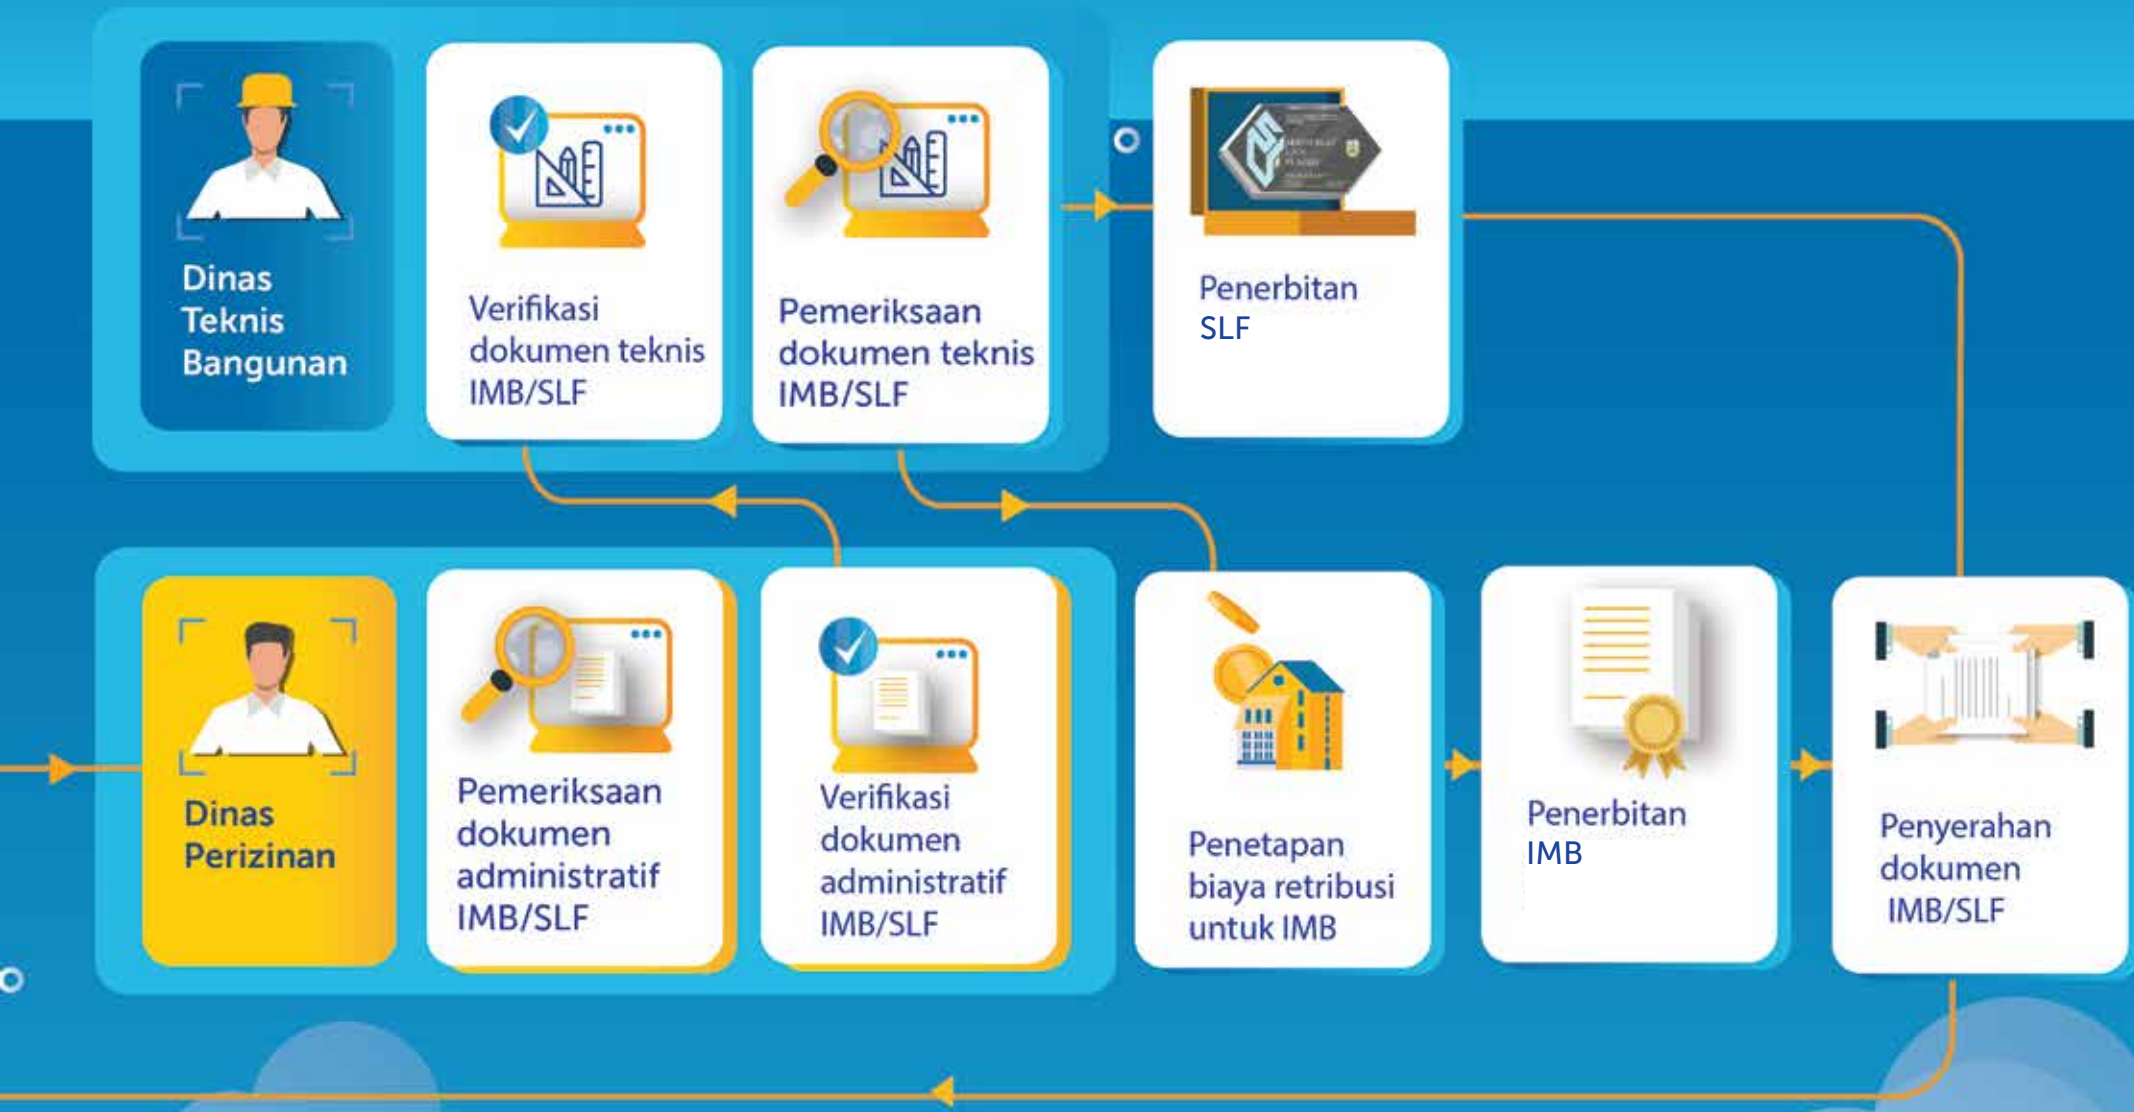 Dinas
Teknis
Bangunan
Verifikasi
dokumen teknis
IMB/SLF
Pemeriksaan
dokumen teknis
IMB/SLF
Penerbitan
SLF
Dinas
Perizinan
Pemeriksaan
dokumen
administratif
IMB/SLF
Verifikasi
dokumen
administratif
IMB/SLF
Penetapan
biaya retribusi
untuk IMB
Penerbitan
IMB
Penyerahan
dokumen
IMB/SLF